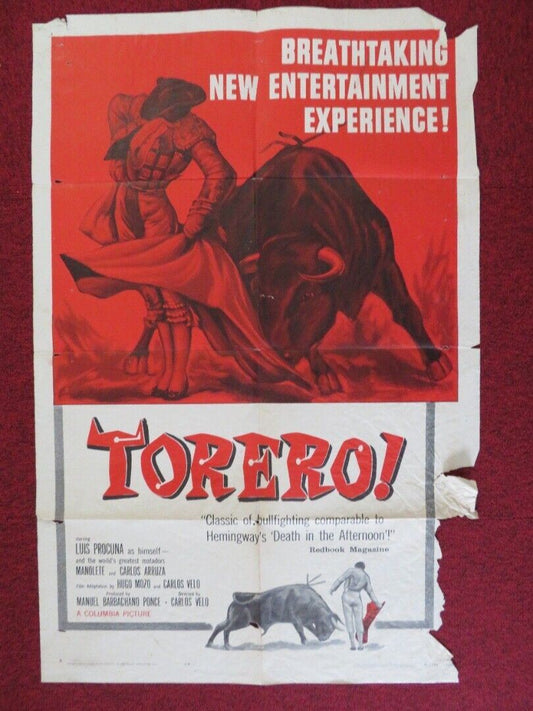 BREATHTAKING
NEW ENTERTAINMENT
EXPERIENCE!
TORERO!
"Classic of bullfighting comparable to
Hemingway's 'Death in the Afternoon'!"
Redbook Magazine
starring
LUIS PROCUNA as himself—
and the world's greatest matadors
MANOLETE and CARLOS ARRUZA
Film Adaptation by HUGO MOZO and CARLOS VELO
Produced by Directed by
MANUEL BARBACHANO PONCE • CARLOS VELO
A COLUMBIA PICTURE